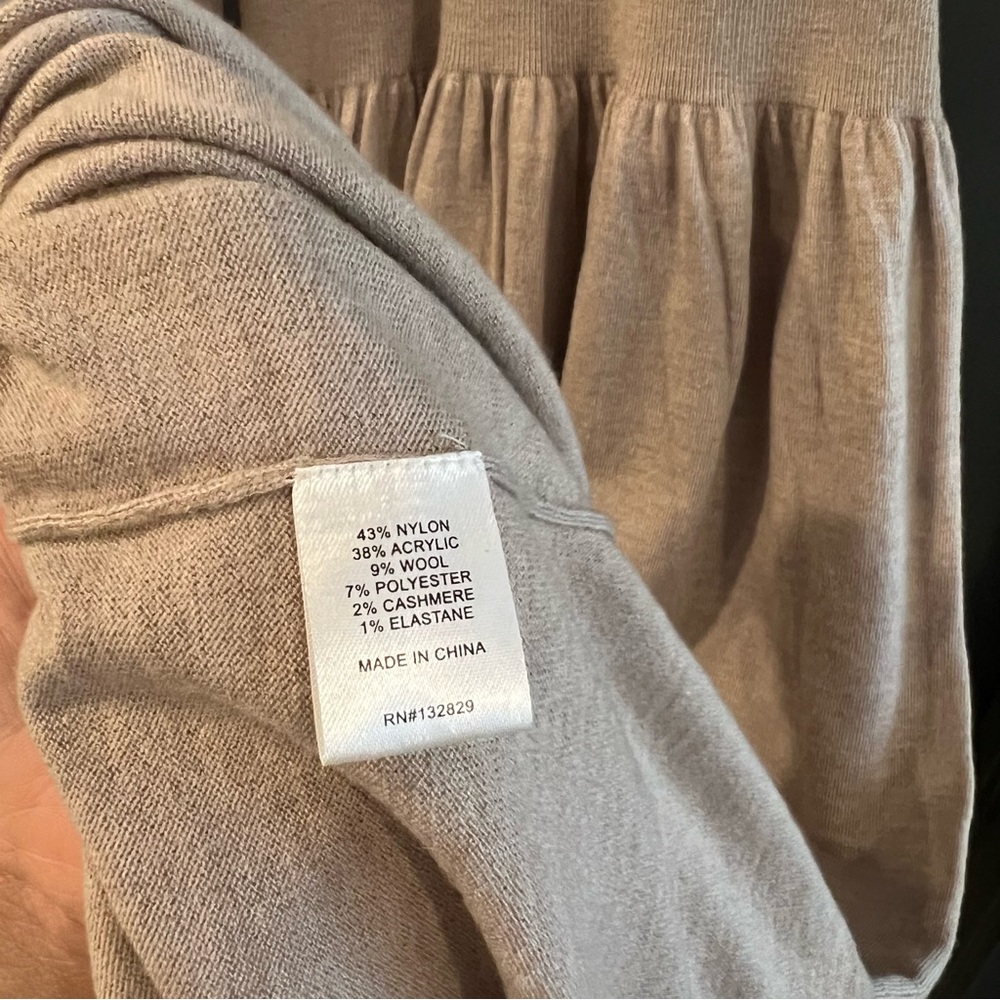 43% NYLON
38% ACRYLIC
9% WOOL
7% POLYESTER
2% CASHMERE
1% ELASTANE
MADE IN CHINA
RN#132829